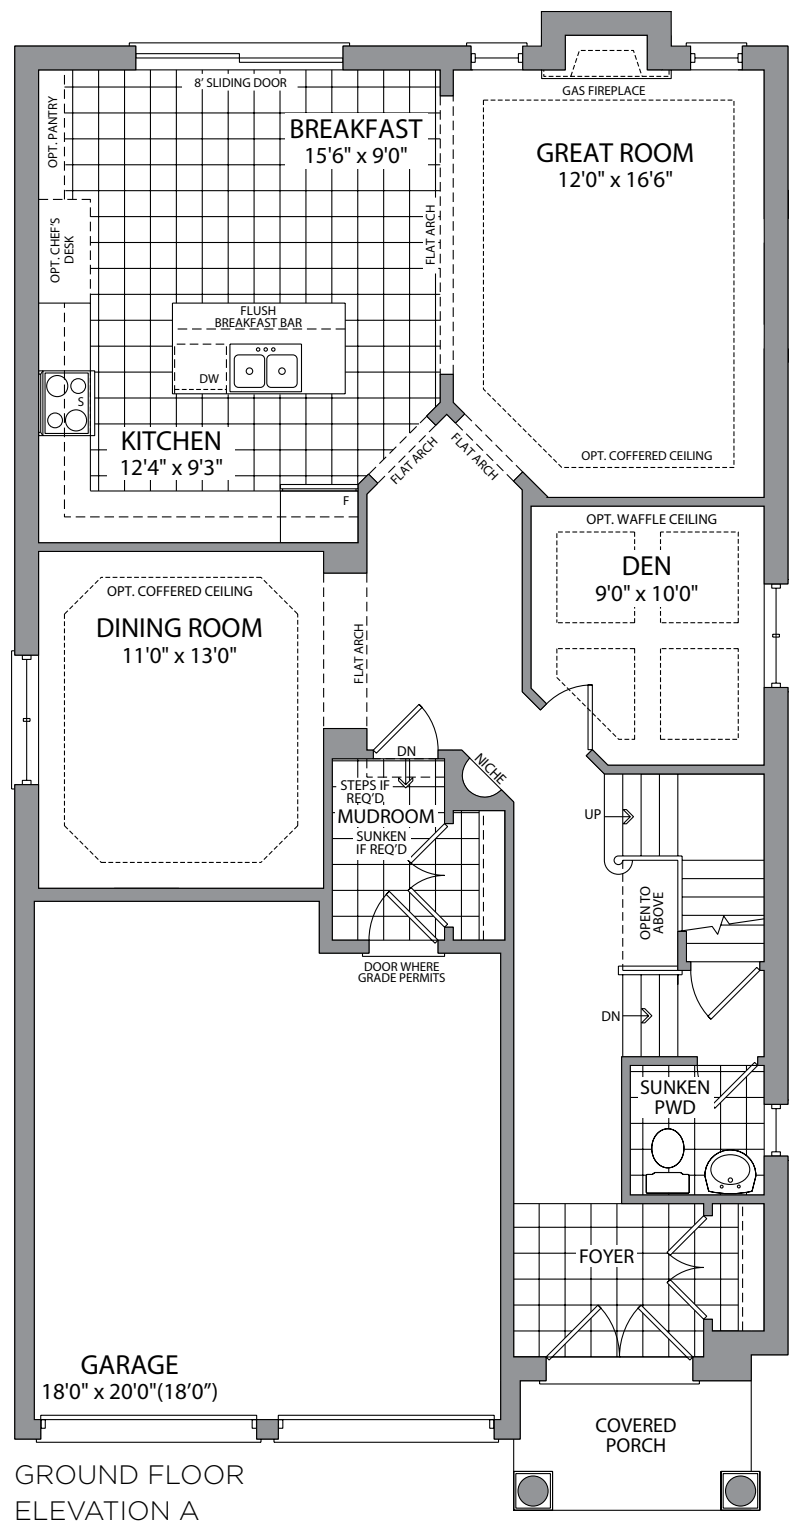 8' SLIDING DOOR
OPT. PANTRY
BREAKFAST
15'6" x 9'0"
GAS FIREPLACE
GREAT ROOM
12'0" x 16'6"
FLAT ARCH
OPT. CHEF'S
DESK
FLUSH
BREAKFAST BAR
DW
S
KITCHEN
12'4" x 9'3"
FLAT ARCH
FLAT ARCH
OPT. COFFERED CEILING
F
OPT. WAFFLE CEILING
DEN
9'0" x 10'0"
OPT. COFFERED CEILING
DINING ROOM
11'0" x 13'0"
FLAT ARCH
DN
NICHE
STEPS IF
REQ'D
MUDROOM
SUNKEN
IF REQ'D
UP
OPEN TO
ABOVE
DOOR WHERE
GRADE PERMITS
DN
SUNKEN
PWD
FOYER
GARAGE
18'0" x 20'0"(18'0")
COVERED
PORCH
GROUND FLOOR
ELEVATION A